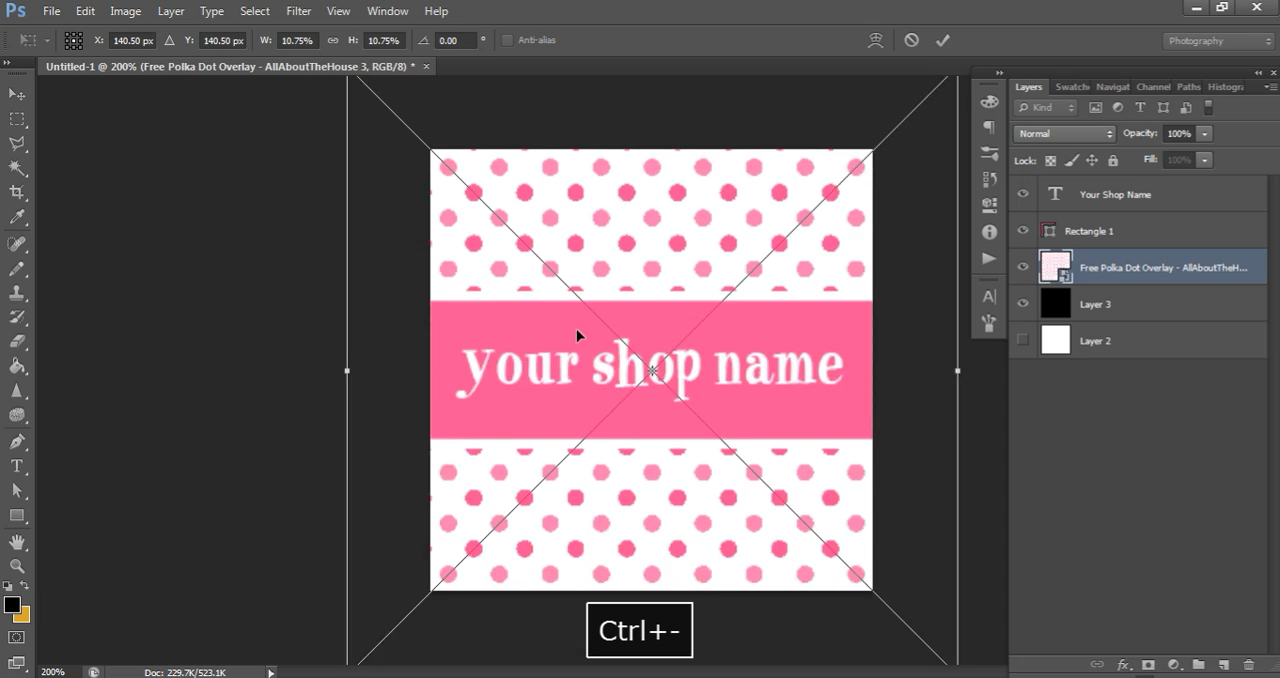 Ps File Edit Image Layer Type Select Filter View Window Help
X: 140.50 px Y: 140.50 px W: 10.75% H: 10.75% 0.00 ° Anti-alias Photography
Untitled-1 @ 200% (Free Polka Dot Overlay - AllAboutTheHouse 3, RGB/8) * ×
Layers Swatch Navigat Channel Paths Histogra
Kind
Normal Opacity: 100%
Lock: Fill: 100%
T Your Shop Name
Rectangle 1
Free Polka Dot Overlay - AllAboutTheH...
Layer 3
Layer 2
your shop name
Ctrl+-
200% Doc: 229.7K/523.1K